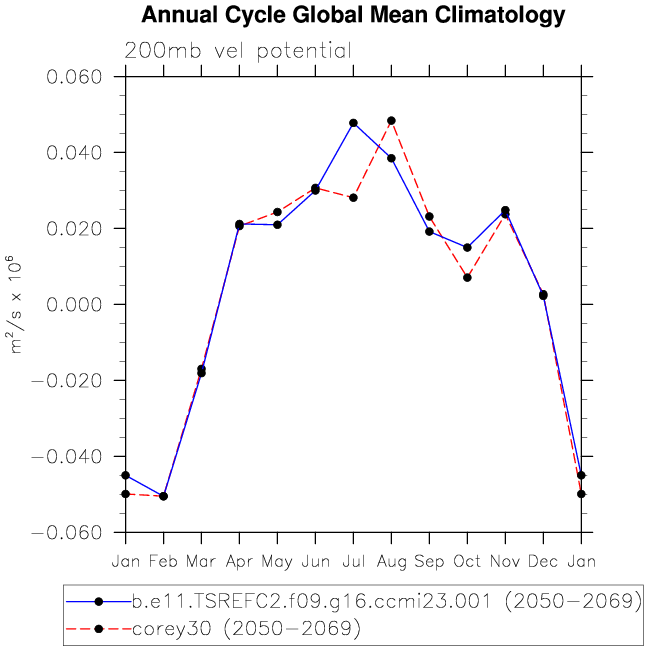 Annual Cycle Global Mean Climatology
200mb vel potential
0.060
0.040
0.020
0.000
−0.020
−0.040
−0.060
m²/s x 10⁶
Jan Feb Mar Apr May Jun Jul Aug Sep Oct Nov Dec Jan
b.e11.TSREFC2.f09.g16.ccmi23.001 (2050−2069)
corey30 (2050−2069)